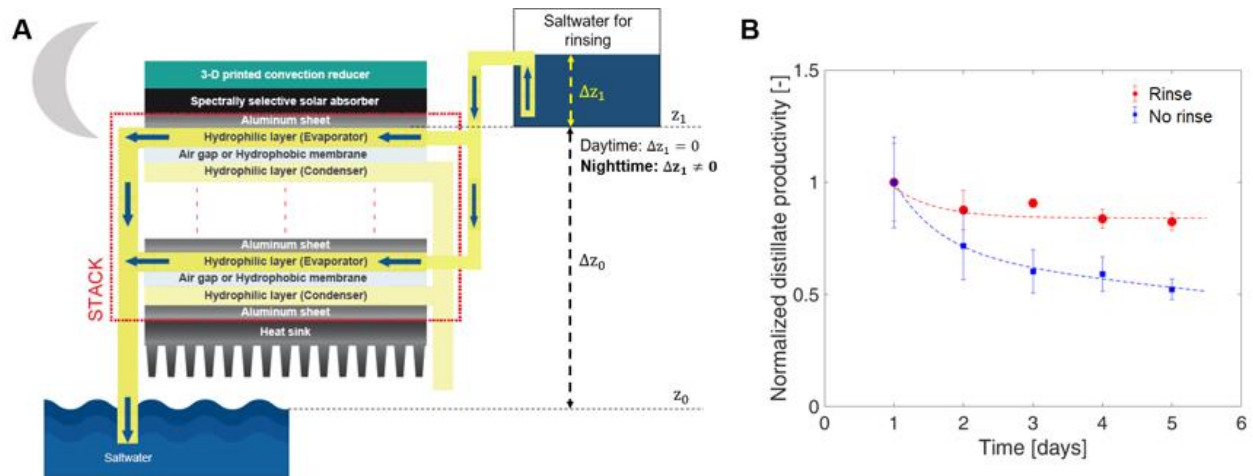 A
Saltwater for
rinsing
3-D printed convection reducer
Spectrally selective solar absorber
Aluminum sheet
Hydrophilic layer (Evaporator)
Air gap or Hydrophobic membrane
Hydrophilic layer (Condenser)
Δz₁
z₁
Daytime: Δz₁ = 0
Nighttime: Δz₁ ≠ 0
STACK
Aluminum sheet
Hydrophilic layer (Evaporator)
Air gap or Hydrophobic membrane
Hydrophilic layer (Condenser)
Aluminum sheet
Heat sink
Δz₀
z₀
Saltwater
B
Normalized distillate productivity [-]
1.5
1
0.5
0
Rinse
No rinse
0 1 2 3 4 5 6
Time [days]